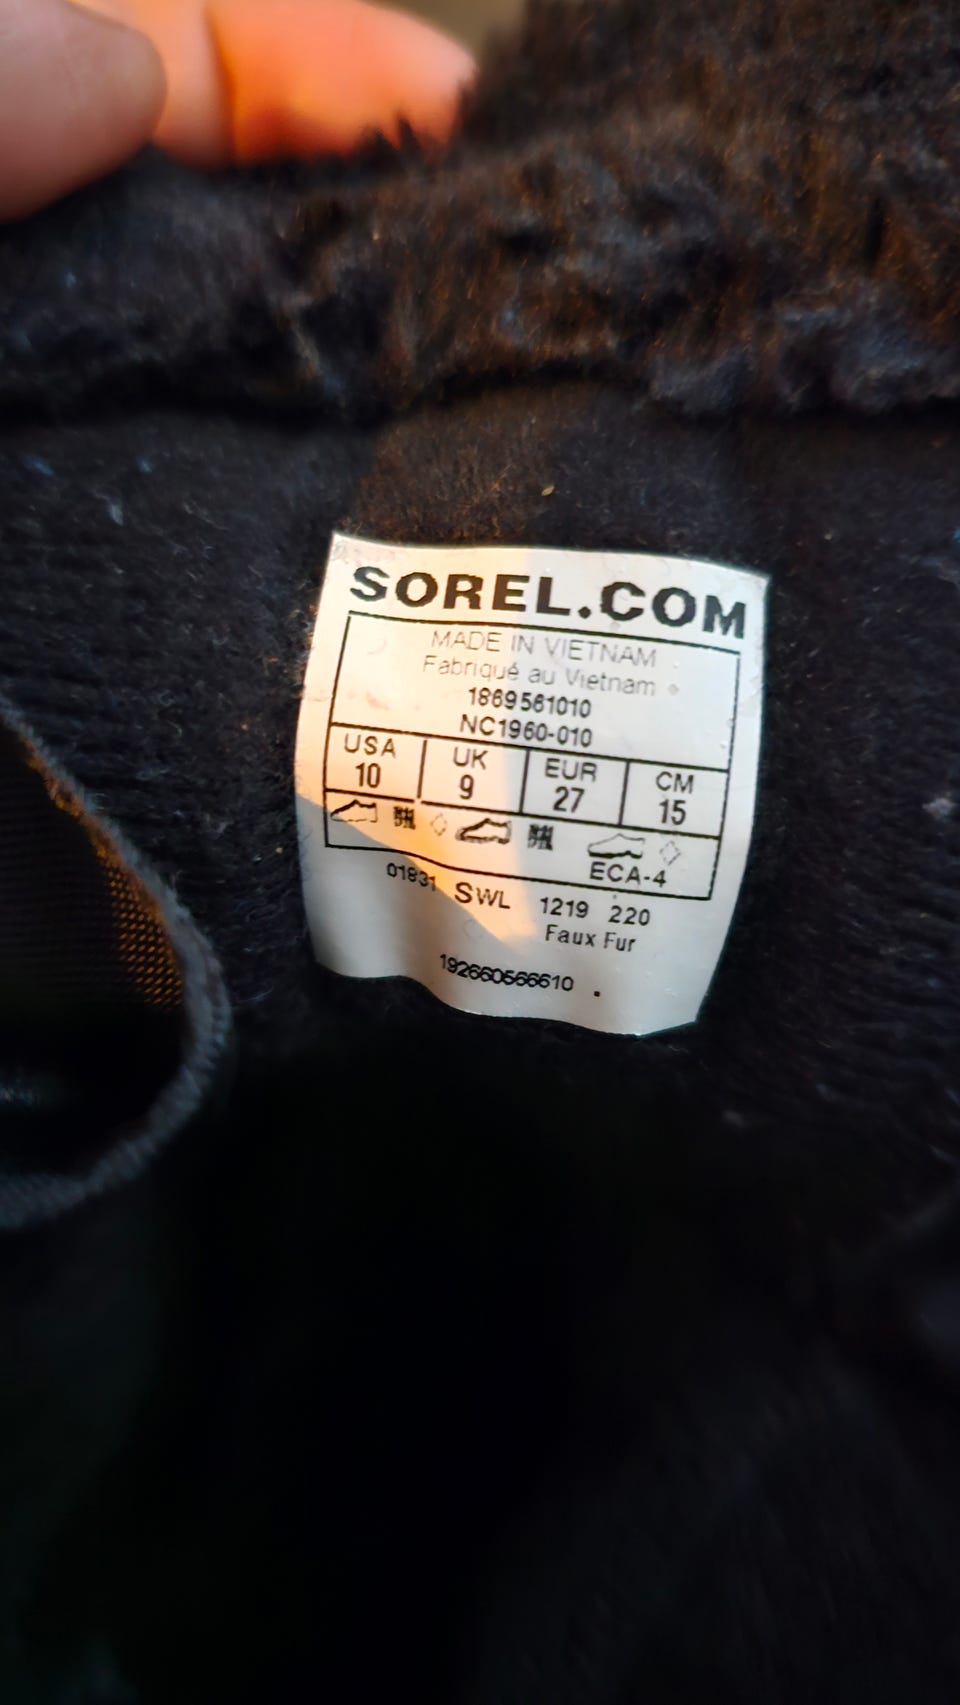 SOREL.COM
MADE IN VIETNAM
Fabriqué au Vietnam
1869561010
NC1960-010
USA UK EUR CM
10 9 27 15
ECA-4
01831 SWL 1219 220
Faux Fur
192660566610 .